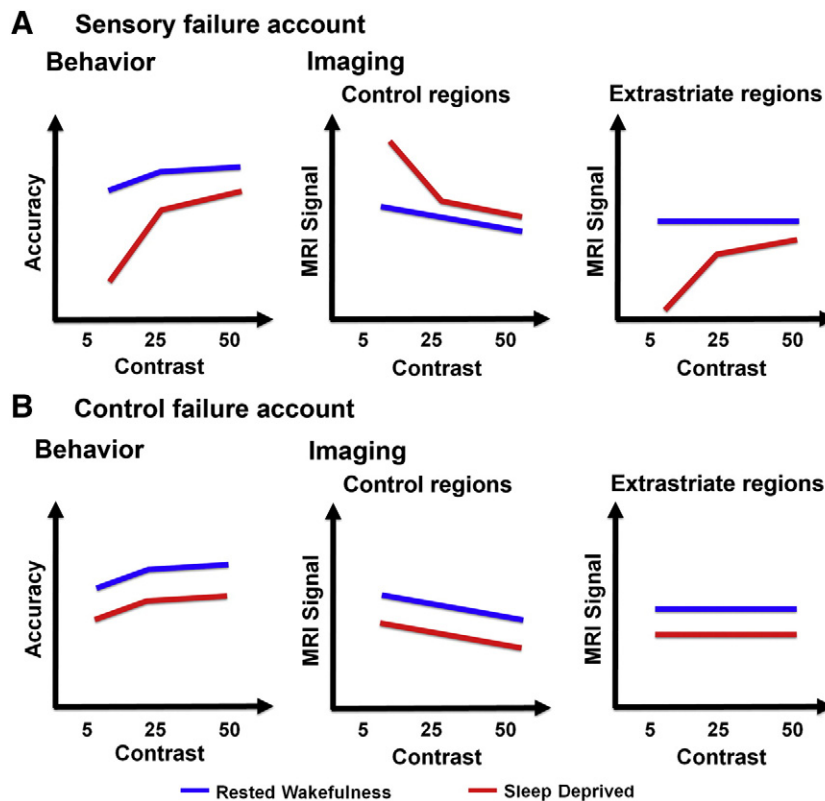 A Sensory failure account
Behavior
Imaging
Control regions
Extrastriate regions
Accuracy
5 25 50
Contrast
MRI Signal
5 25 50
Contrast
MRI Signal
5 25 50
Contrast
B Control failure account
Behavior
Imaging
Control regions
Extrastriate regions
Accuracy
5 25 50
Contrast
MRI Signal
5 25 50
Contrast
MRI Signal
5 25 50
Contrast
Rested Wakefulness
Sleep Deprived